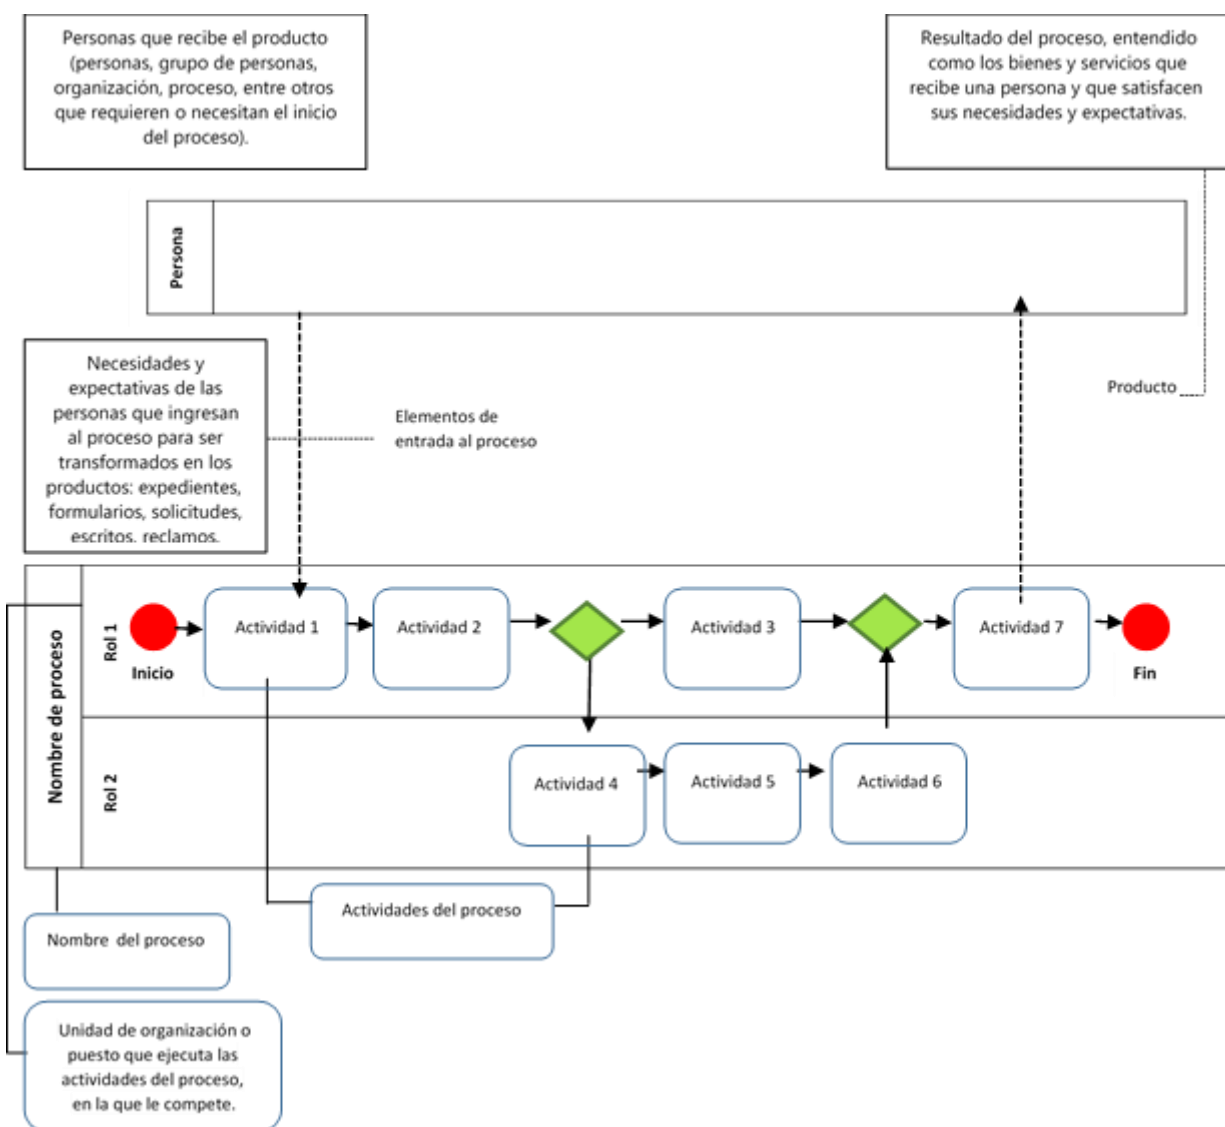 Personas que recibe el producto
(personas, grupo de personas,
organización, proceso, entre otros
que requieren o necesitan el inicio
del proceso).
Resultado del proceso, entendido
como los bienes y servicios que
recibe una persona y que satisfacen
sus necesidades y expectativas.
Persona
Necesidades y
expectativas de las
personas que ingresan
al proceso para ser
transformados en los
productos: expedientes,
formularios, solicitudes,
escritos, reclamos.
Elementos de
entrada al proceso
Producto
Nombre de proceso
Rol 1
Inicio
Actividad 1
Actividad 2
Actividad 3
Actividad 7
Fin
Rol 2
Actividad 4
Actividad 5
Actividad 6
Actividades del proceso
Nombre del proceso
Unidad de organización o
puesto que ejecuta las
actividades del proceso,
en la que le compete.